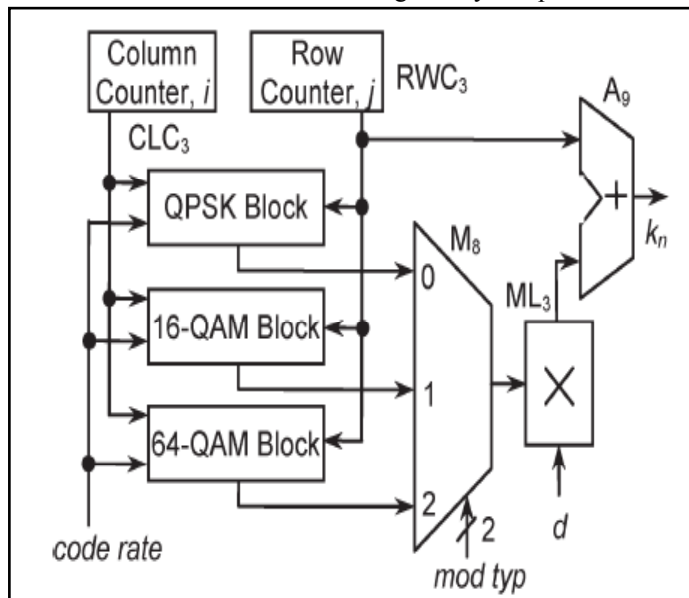 Column
Counter, i
Row
Counter, j
RWC3
A9
CLC3
QPSK Block
+
kn
M8
0
ML3
16-QAM Block
1
×
64-QAM Block
2
2
code rate
mod typ
d